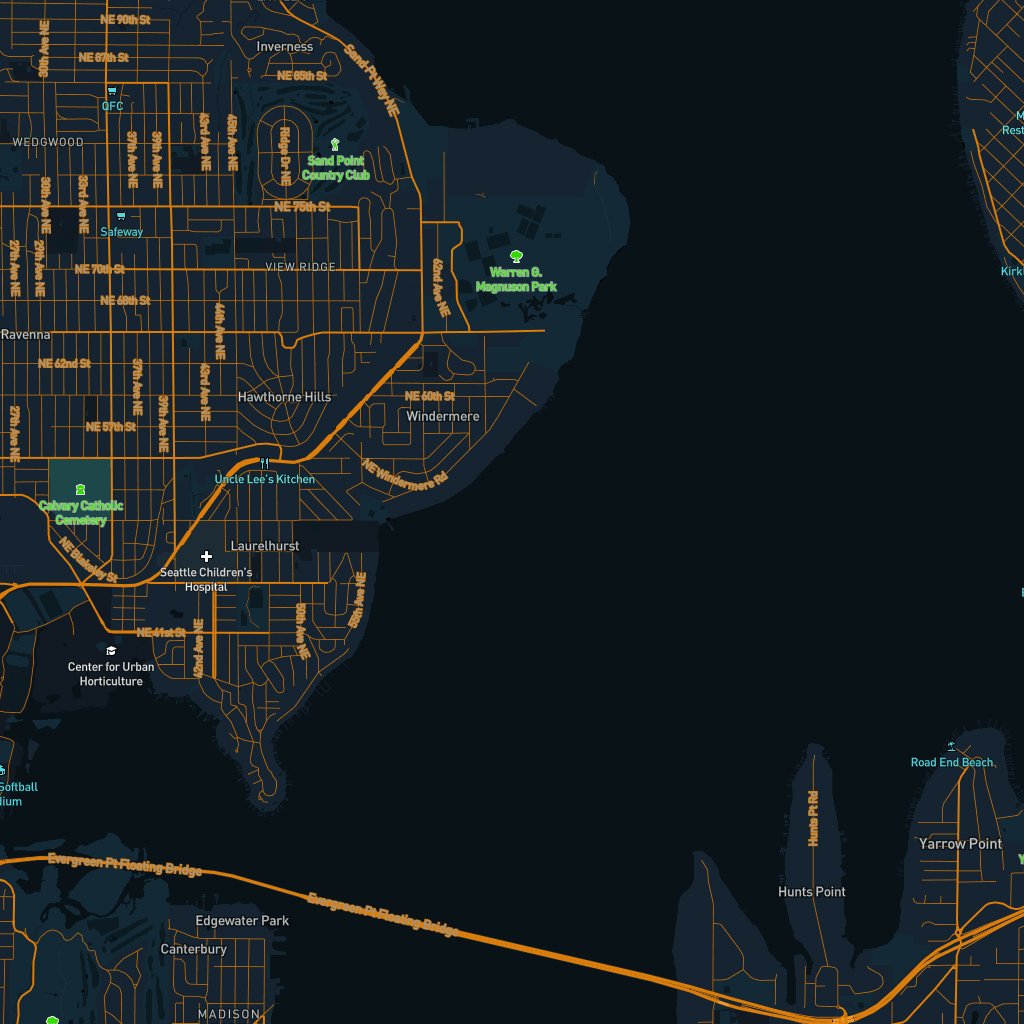 NE 90th St
30th Ave NE
Inverness
Sand Pt Way NE
NE 87th St
NE 85th St
QFC
WEDGWOOD
37th Ave NE
39th Ave NE
43rd Ave NE
45th Ave NE
Ridge Dr NE
Sand Point
Country Club
30th Ave NE
33rd Ave NE
NE 75th St
Safeway
27th Ave NE
29th Ave NE
NE 70th St
VIEW RIDGE
62nd Ave NE
Warren G.
Magnuson Park
NE 68th St
44th Ave NE
Ravenna
NE 62nd St
37th Ave NE
43rd Ave NE
Hawthorne Hills
NE 60th St
Windermere
27th Ave NE
39th Ave NE
NE 57th St
NE Windermere Rd
Uncle Lee's Kitchen
Calvary Catholic
Cemetery
NE Blakeley St
Laurelhurst
Seattle Children's
Hospital
55th Ave NE
50th Ave NE
NE 41st St
42nd Ave NE
Center for Urban
Horticulture
Softball
Road End Beach
Hunts Pt Rd
Yarrow Point
Hunts Point
Evergreen Pt Floating Bridge
Evergreen Pt Floating Bridge
Edgewater Park
Canterbury
MADISON